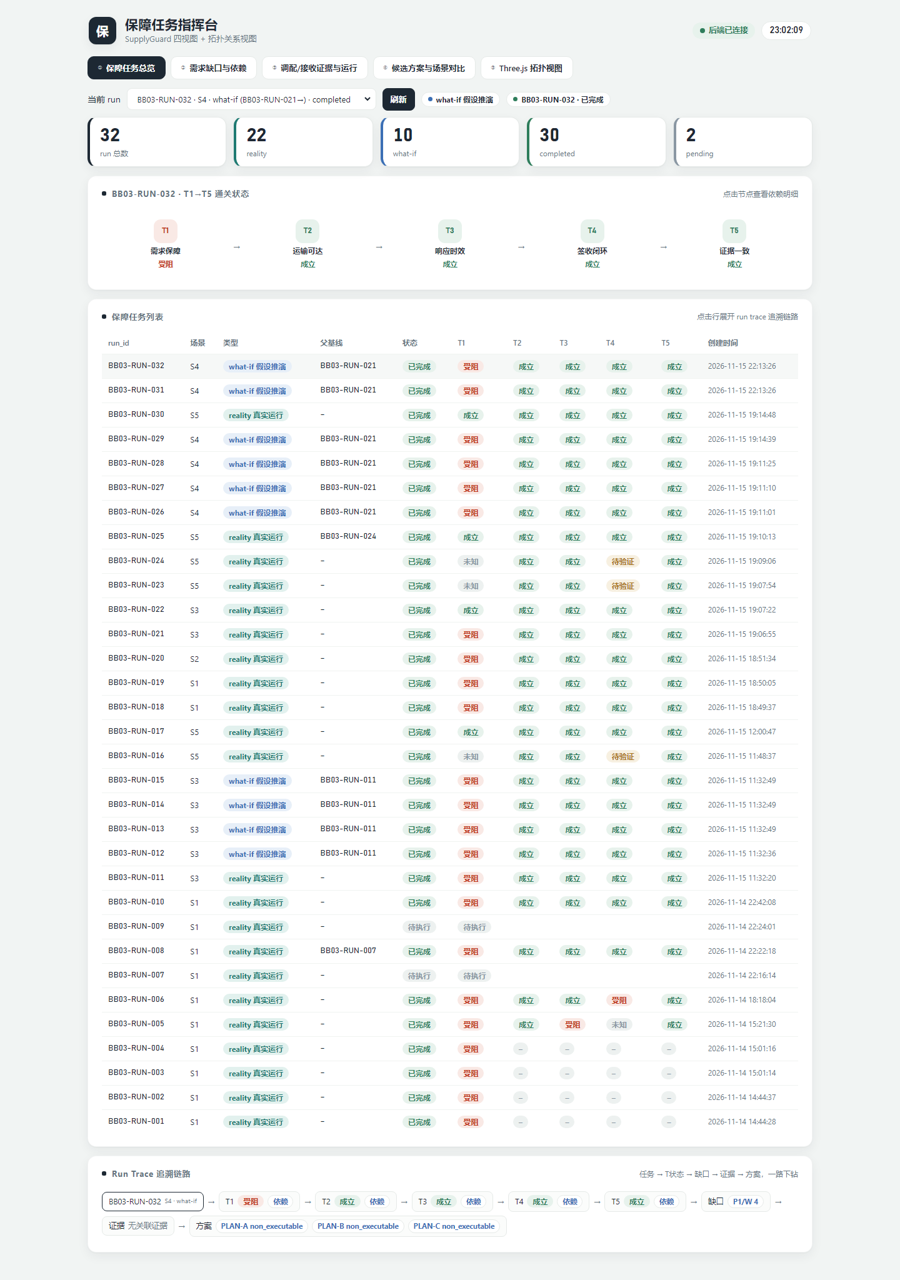 保 保障任务指挥台
SupplyGuard 四视图 + 拓扑关系视图
后端已连接 23:02:09
保障任务总览 需求缺口与依赖 调配/接收证据与运行 候选方案与场景对比 Three.js 拓扑视图
当前 run BB03-RUN-032 · S4 · what-if (BB03-RUN-021→) · completed 刷新 what-if 假设推演 BB03-RUN-032 · 已完成
32 22 10 30 2
run 总数 reality what-if completed pending
BB03-RUN-032 · T1→T5 通关状态 点击节点查看依赖明细
T1 → T2 → T3 → T4 → T5
需求保障 运输可达 响应时效 签收闭环 证据一致
受阻 成立 成立 成立 成立
保障任务列表 点击行展开 run trace 追溯链路
run_id 场景 类型 父基线 状态 T1 T2 T3 T4 T5 创建时间
BB03-RUN-032 S4 what-if 假设推演 BB03-RUN-021 已完成 受阻 成立 成立 成立 成立 2026-11-15 22:13:26
BB03-RUN-031 S4 what-if 假设推演 BB03-RUN-021 已完成 受阻 成立 成立 成立 成立 2026-11-15 22:13:26
BB03-RUN-030 S5 reality 真实运行 – 已完成 成立 成立 成立 成立 成立 2026-11-15 19:14:48
BB03-RUN-029 S4 what-if 假设推演 BB03-RUN-021 已完成 受阻 成立 成立 成立 成立 2026-11-15 19:14:39
BB03-RUN-028 S4 what-if 假设推演 BB03-RUN-021 已完成 受阻 成立 成立 成立 成立 2026-11-15 19:11:25
BB03-RUN-027 S4 what-if 假设推演 BB03-RUN-021 已完成 受阻 成立 成立 成立 成立 2026-11-15 19:11:10
BB03-RUN-026 S4 what-if 假设推演 BB03-RUN-021 已完成 受阻 成立 成立 成立 成立 2026-11-15 19:11:01
BB03-RUN-025 S5 reality 真实运行 BB03-RUN-024 已完成 成立 成立 成立 成立 成立 2026-11-15 19:10:13
BB03-RUN-024 S5 reality 真实运行 – 已完成 未知 成立 成立 待验证 成立 2026-11-15 19:09:06
BB03-RUN-023 S5 reality 真实运行 – 已完成 未知 成立 成立 待验证 成立 2026-11-15 19:07:54
BB03-RUN-022 S3 reality 真实运行 – 已完成 成立 成立 成立 成立 成立 2026-11-15 19:07:22
BB03-RUN-021 S3 reality 真实运行 – 已完成 受阻 成立 成立 成立 成立 2026-11-15 19:06:55
BB03-RUN-020 S2 reality 真实运行 – 已完成 受阻 成立 成立 成立 成立 2026-11-15 18:51:34
BB03-RUN-019 S1 reality 真实运行 – 已完成 受阻 成立 成立 成立 成立 2026-11-15 18:50:05
BB03-RUN-018 S1 reality 真实运行 – 已完成 受阻 成立 成立 成立 成立 2026-11-15 18:49:37
BB03-RUN-017 S5 reality 真实运行 – 已完成 成立 成立 成立 成立 成立 2026-11-15 12:00:47
BB03-RUN-016 S5 reality 真实运行 – 已完成 未知 成立 成立 待验证 成立 2026-11-15 11:48:37
BB03-RUN-015 S3 what-if 假设推演 BB03-RUN-011 已完成 受阻 成立 成立 成立 成立 2026-11-15 11:32:49
BB03-RUN-014 S3 what-if 假设推演 BB03-RUN-011 已完成 受阻 成立 成立 成立 成立 2026-11-15 11:32:49
BB03-RUN-013 S3 what-if 假设推演 BB03-RUN-011 已完成 受阻 成立 成立 成立 成立 2026-11-15 11:32:49
BB03-RUN-012 S3 what-if 假设推演 BB03-RUN-011 已完成 受阻 成立 成立 成立 成立 2026-11-15 11:32:36
BB03-RUN-011 S3 reality 真实运行 – 已完成 受阻 成立 成立 成立 成立 2026-11-15 11:32:20
BB03-RUN-010 S1 reality 真实运行 – 已完成 受阻 成立 成立 成立 成立 2026-11-14 22:42:08
BB03-RUN-009 S1 reality 真实运行 – 待执行 待执行 2026-11-14 22:24:01
BB03-RUN-008 S1 reality 真实运行 BB03-RUN-007 已完成 受阻 成立 成立 成立 成立 2026-11-14 22:22:18
BB03-RUN-007 S1 reality 真实运行 – 待执行 待执行 2026-11-14 22:16:14
BB03-RUN-006 S1 reality 真实运行 – 已完成 受阻 成立 成立 受阻 成立 2026-11-14 18:18:04
BB03-RUN-005 S1 reality 真实运行 – 已完成 受阻 成立 受阻 未知 成立 2026-11-14 15:21:30
BB03-RUN-004 S1 reality 真实运行 – 已完成 受阻 – – – – 2026-11-14 15:01:16
BB03-RUN-003 S1 reality 真实运行 – 已完成 受阻 – – – – 2026-11-14 15:01:14
BB03-RUN-002 S1 reality 真实运行 – 已完成 受阻 – – – – 2026-11-14 14:44:37
BB03-RUN-001 S1 reality 真实运行 – 已完成 受阻 – – – – 2026-11-14 14:44:28
Run Trace 追溯链路 任务 → T状态 → 缺口 → 证据 → 方案，一路下钻
BB03-RUN-032 S4 · what-if → T1 受阻 依赖 → T2 成立 依赖 → T3 成立 依赖 → T4 成立 依赖 → T5 成立 依赖 → 缺口 P1/W 4 →
证据 无关联证据 → 方案 PLAN-A non_executable PLAN-B non_executable PLAN-C non_executable